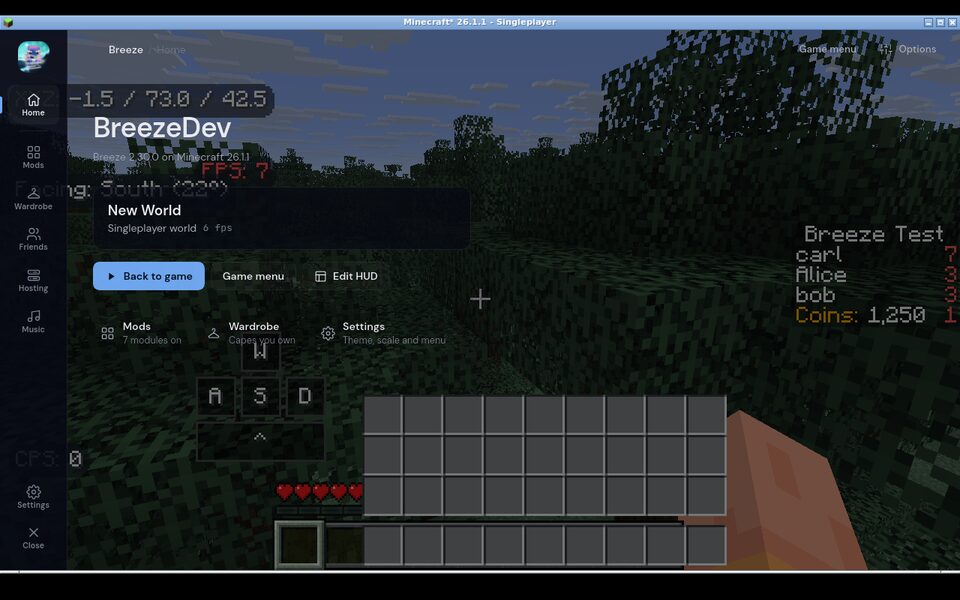 Minecraft* 26.1.1 - Singleplayer
Breeze / Home
Game menu
Options
-1.5 / 73.0 / 42.5
Home
BreezeDev
Breeze 2.30.0 on Minecraft 26.1.1
FPS: 7
Mods
Facing: South (22°)
Wardrobe
New World
Singleplayer world 6 fps
Friends
Breeze Test
carl 7
Alice 3
bob 3
Coins: 1,250 1
Hosting
Back to game
Game menu
Edit HUD
Music
Mods
7 modules on
Wardrobe
Capes you own
Settings
Theme, scale and menu
W
A
S
D
^
CPS: 0
Settings
Close